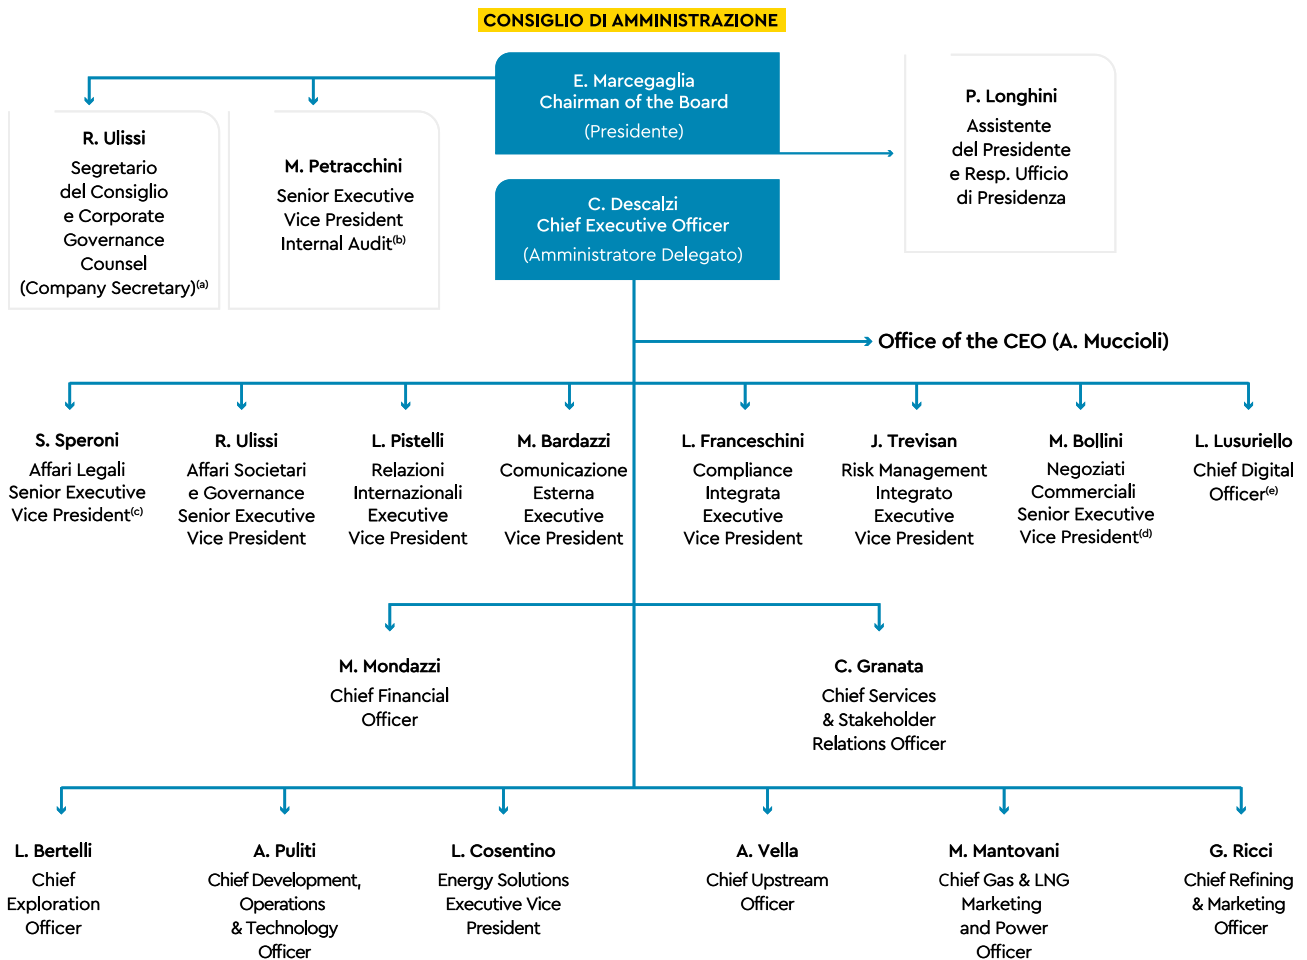 CONSIGLIO DI AMMINISTRAZIONE
E. Marcegaglia
Chairman of the Board
(Presidente)
P. Longhini
Assistente
del Presidente
e Resp. Ufficio
di Presidenza
R. Ulissi
Segretario
del Consiglio
e Corporate
Governance
Counsel
(Company Secretary)(a)
M. Petracchini
Senior Executive
Vice President
Internal Audit(b)
C. Descalzi
Chief Executive Officer
(Amministratore Delegato)
Office of the CEO (A. Muccioli)
S. Speroni
Affari Legali
Senior Executive
Vice President(c)
R. Ulissi
Affari Societari
e Governance
Senior Executive
Vice President
L. Pistelli
Relazioni
Internazionali
Executive
Vice President
M. Bardazzi
Comunicazione
Esterna
Executive
Vice President
L. Franceschini
Compliance
Integrata
Executive
Vice President
J. Trevisan
Risk Management
Integrato
Executive
Vice President
M. Bollini
Negoziati
Commerciali
Senior Executive
Vice President(d)
L. Lusuriello
Chief Digital
Officer(e)
M. Mondazzi
Chief Financial
Officer
C. Granata
Chief Services
& Stakeholder
Relations Officer
L. Bertelli
Chief
Exploration
Officer
A. Puliti
Chief Development,
Operations
& Technology
Officer
L. Cosentino
Energy Solutions
Executive Vice
President
A. Vella
Chief Upstream
Officer
M. Mantovani
Chief Gas & LNG
Marketing
and Power
Officer
G. Ricci
Chief Refining
& Marketing
Officer